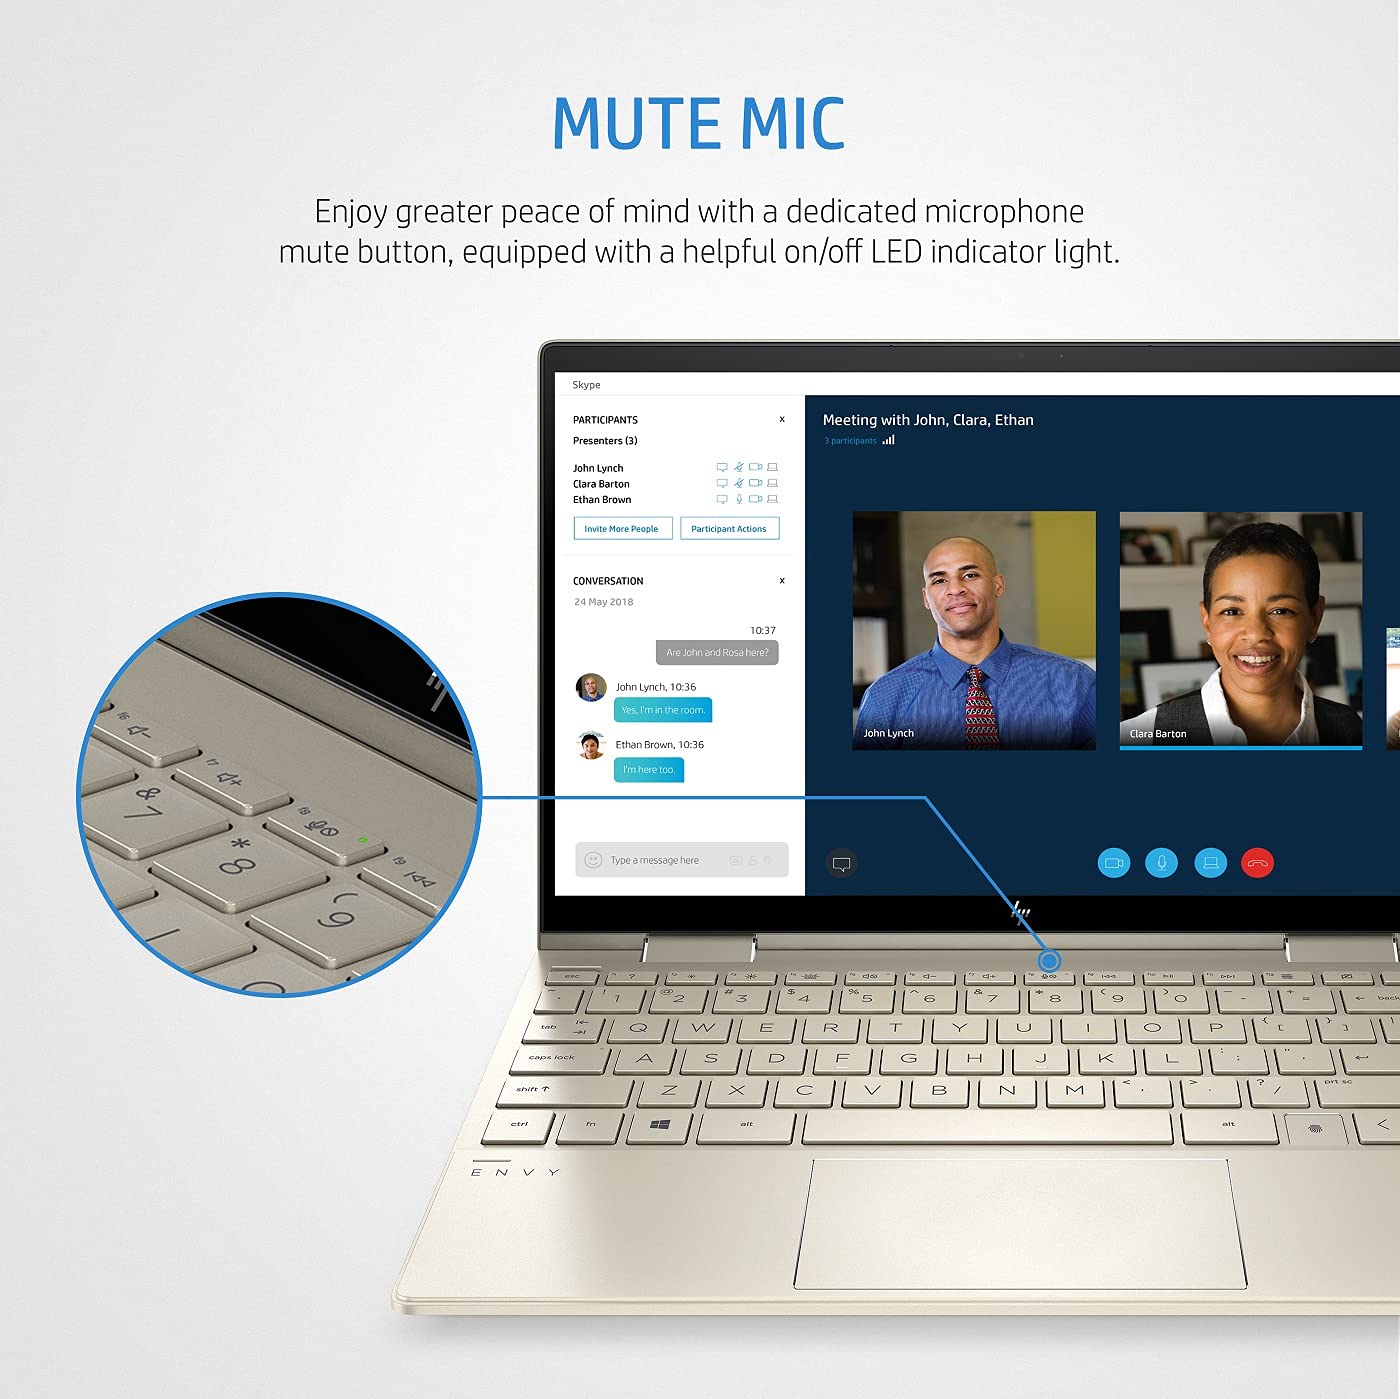 MUTE MIC
Enjoy greater peace of mind with a dedicated microphone
mute button, equipped with a helpful on/off LED indicator light.
Skype
PARTICIPANTS x
Presenters (3)
John Lynch
Clara Barton
Ethan Brown
Invite More People Participant Actions
CONVERSATION x
24 May 2018
10:37
Are John and Rosa here?
John Lynch, 10:36
Yes, I'm in the room.
Ethan Brown, 10:36
I'm here too.
Type a message here
Meeting with John, Clara, Ethan
3 participants
John Lynch
Clara Barton
hp
f6
f7
f8
f9
& 7
* 8
( 9
esc ?
~ ! 1 @ 2 # 3 $ 4 % 5 ^ 6 & 7 * 8 ( 9 ) 0 - + = back
tab Q W E R T Y U I O P { [ } ]
caps lock A S D F G H J K L : ; " '
shift Z X C V B N M < , > . ? / prt sc
ctrl fn alt alt
ENVY